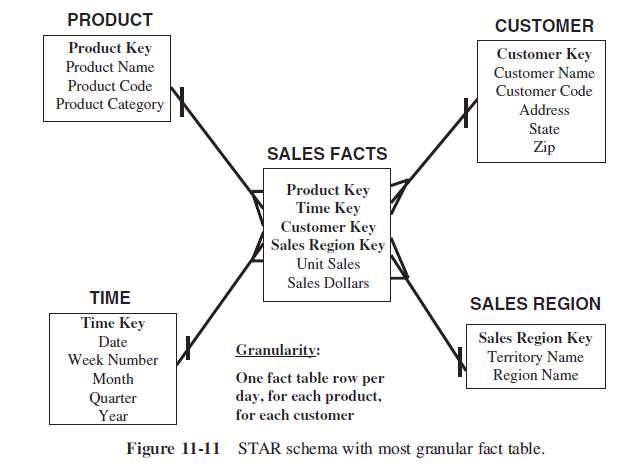 PRODUCT
Product Key
Product Name
Product Code
Product Category
CUSTOMER
Customer Key
Customer Name
Customer Code
Address
State
Zip
SALES FACTS
Product Key
Time Key
Customer Key
Sales Region Key
Unit Sales
Sales Dollars
TIME
Time Key
Date
Week Number
Month
Quarter
Year
Granularity:
One fact table row per
day, for each product,
for each customer
SALES REGION
Sales Region Key
Territory Name
Region Name
Figure 11-11 STAR schema with most granular fact table.